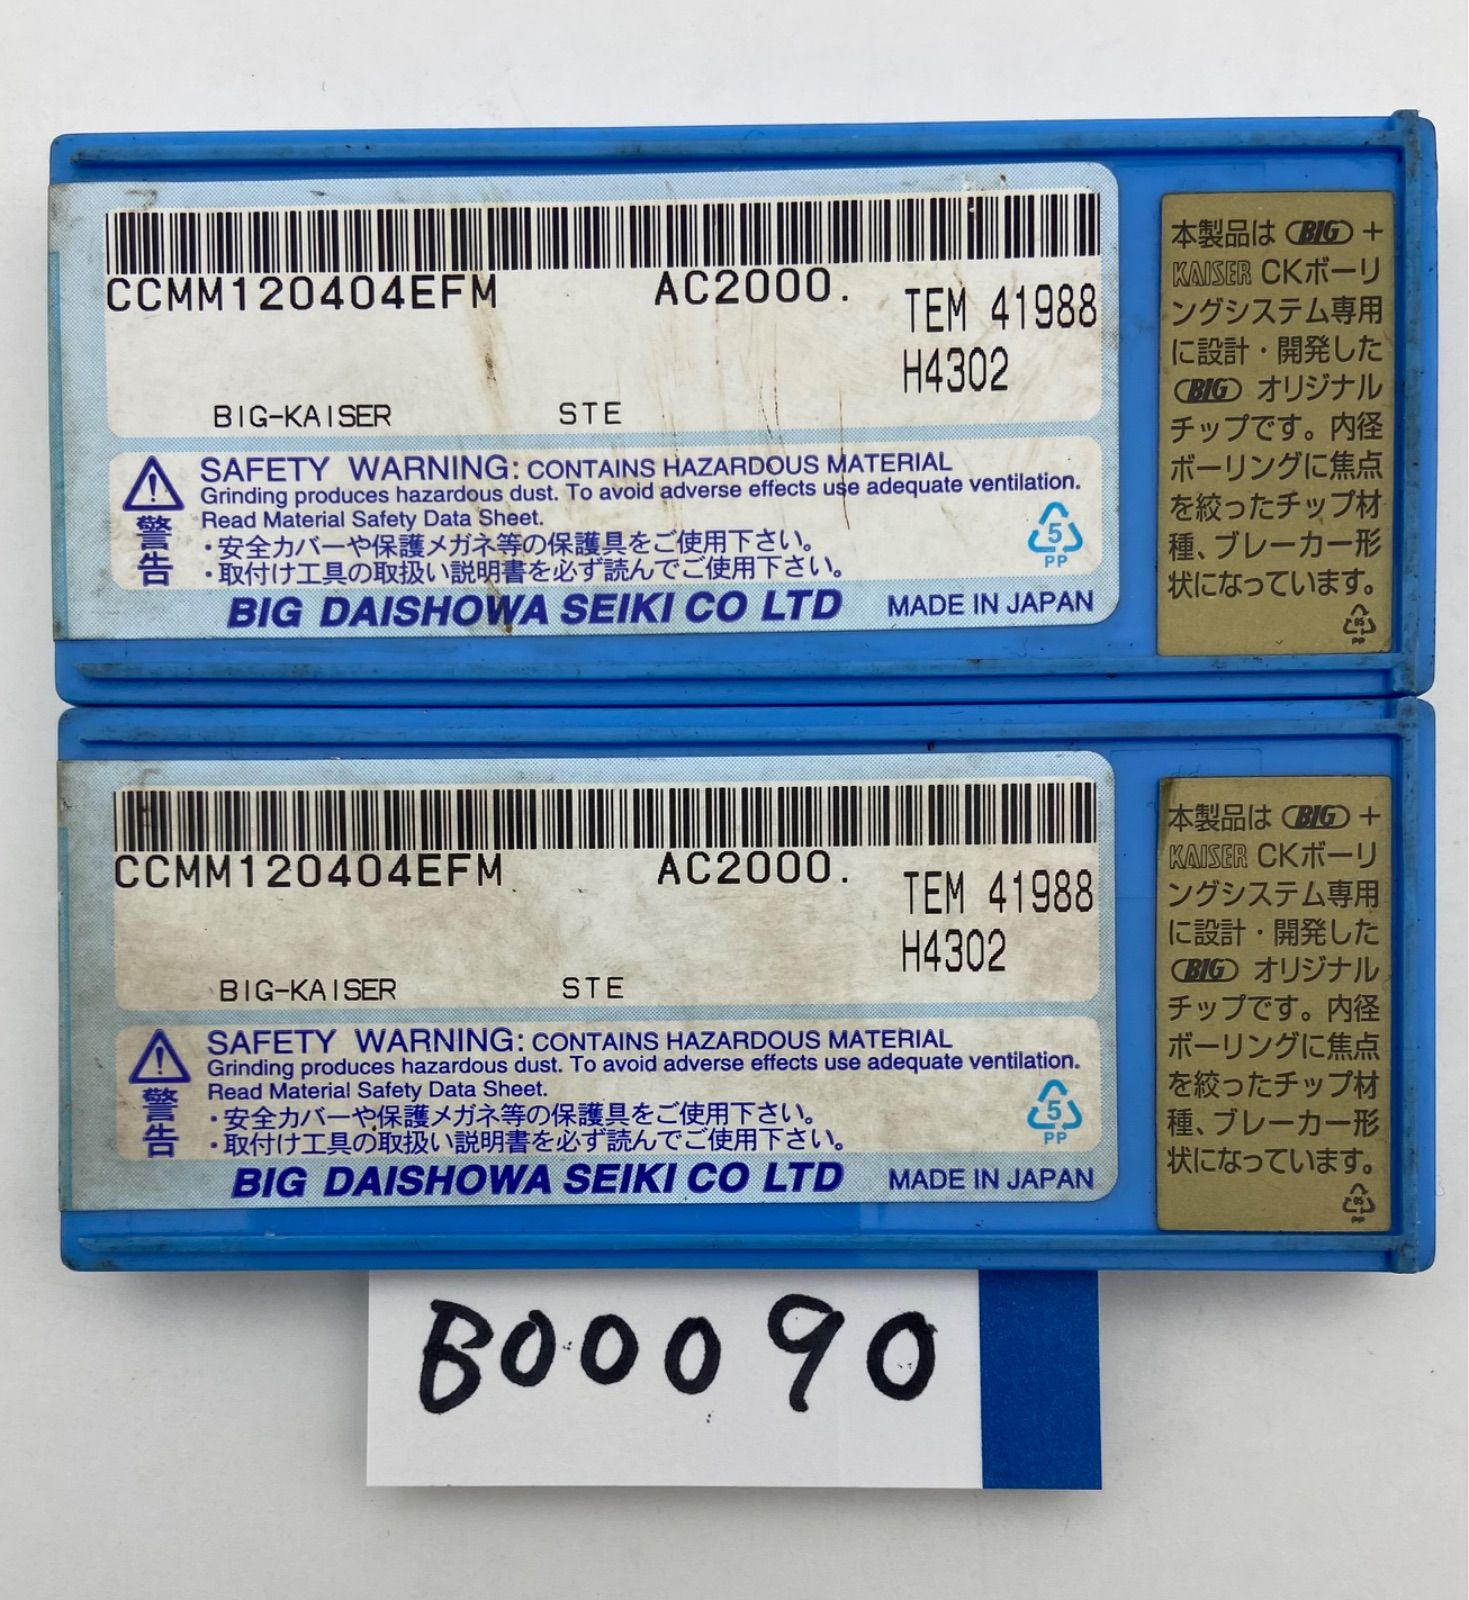 CCMM120404EFM AC2000.
TEM 41988
H4302
BIG-KAISER STE
SAFETY WARNING: CONTAINS HAZARDOUS MATERIAL
Grinding produces hazardous dust. To avoid adverse effects use adequate ventilation.
Read Material Safety Data Sheet.
警告
・安全カバーや保護メガネ等の保護具をご使用下さい。
・取付け工具の取扱い説明書を必ず読んでご使用下さい。
5
PP
BIG DAISHOWA SEIKI CO LTD MADE IN JAPAN
本製品は BIG +
KAISER CKボーリ
ングシステム専用
に設計・開発した
BIG オリジナル
チップです。内径
ボーリングに焦点
を絞ったチップ材
種、ブレーカー形
状になっています。
05
PP
CCMM120404EFM AC2000.
TEM 41988
H4302
BIG-KAISER STE
SAFETY WARNING: CONTAINS HAZARDOUS MATERIAL
Grinding produces hazardous dust. To avoid adverse effects use adequate ventilation.
Read Material Safety Data Sheet.
警告
・安全カバーや保護メガネ等の保護具をご使用下さい。
・取付け工具の取扱い説明書を必ず読んでご使用下さい。
5
PP
BIG DAISHOWA SEIKI CO LTD MADE IN JAPAN
本製品は BIG +
KAISER CKボーリ
ングシステム専用
に設計・開発した
BIG オリジナル
チップです。内径
ボーリングに焦点
を絞ったチップ材
種、ブレーカー形
状になっています。
05
PP
B00090